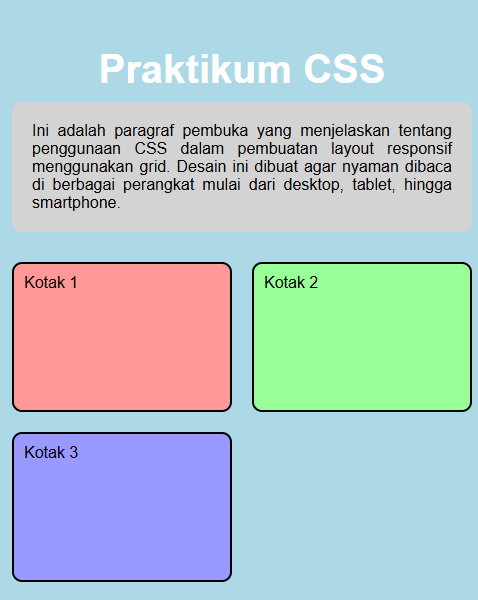 Praktikum CSS
Ini adalah paragraf pembuka yang menjelaskan tentang
penggunaan CSS dalam pembuatan layout responsif
menggunakan grid. Desain ini dibuat agar nyaman dibaca
di berbagai perangkat mulai dari desktop, tablet, hingga
smartphone.
Kotak 1
Kotak 2
Kotak 3